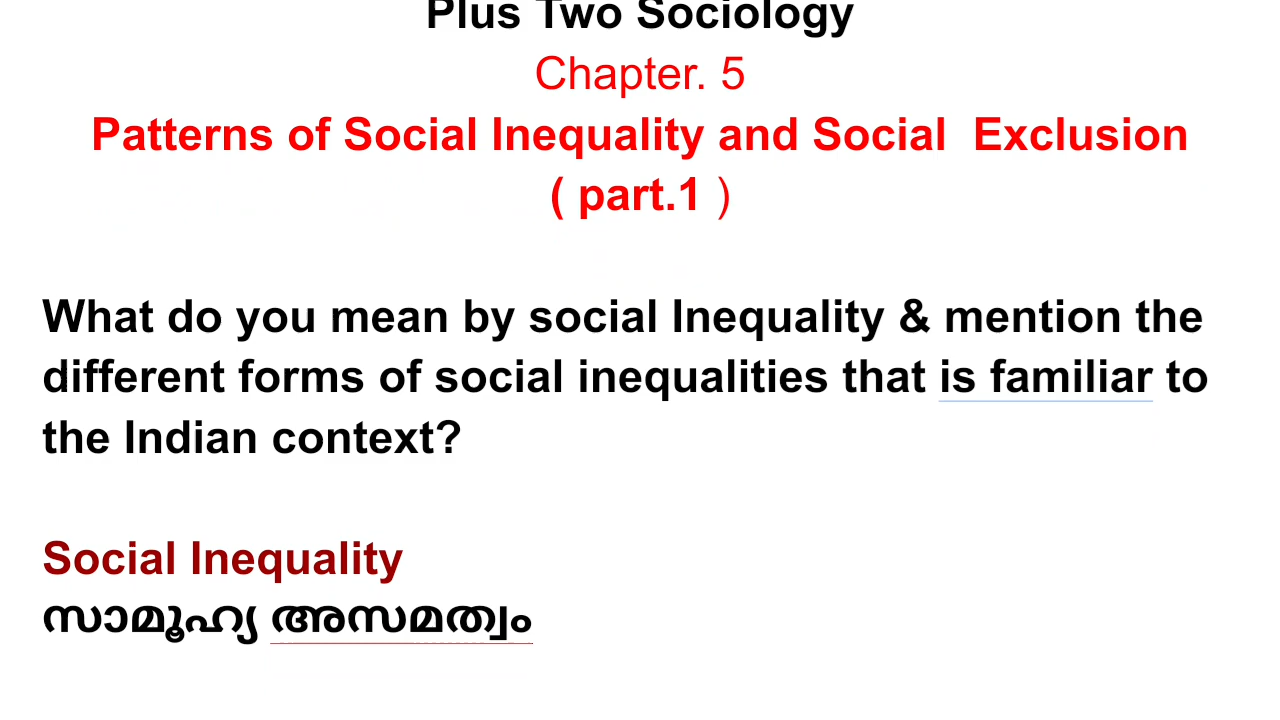 Plus Two Sociology
Chapter. 5
Patterns of Social Inequality and Social  Exclusion
( part.1 )
What do you mean by social Inequality & mention the
different forms of social inequalities that is familiar to
the Indian context?
Social Inequality
സാമൂഹ്യ അസമത്വം